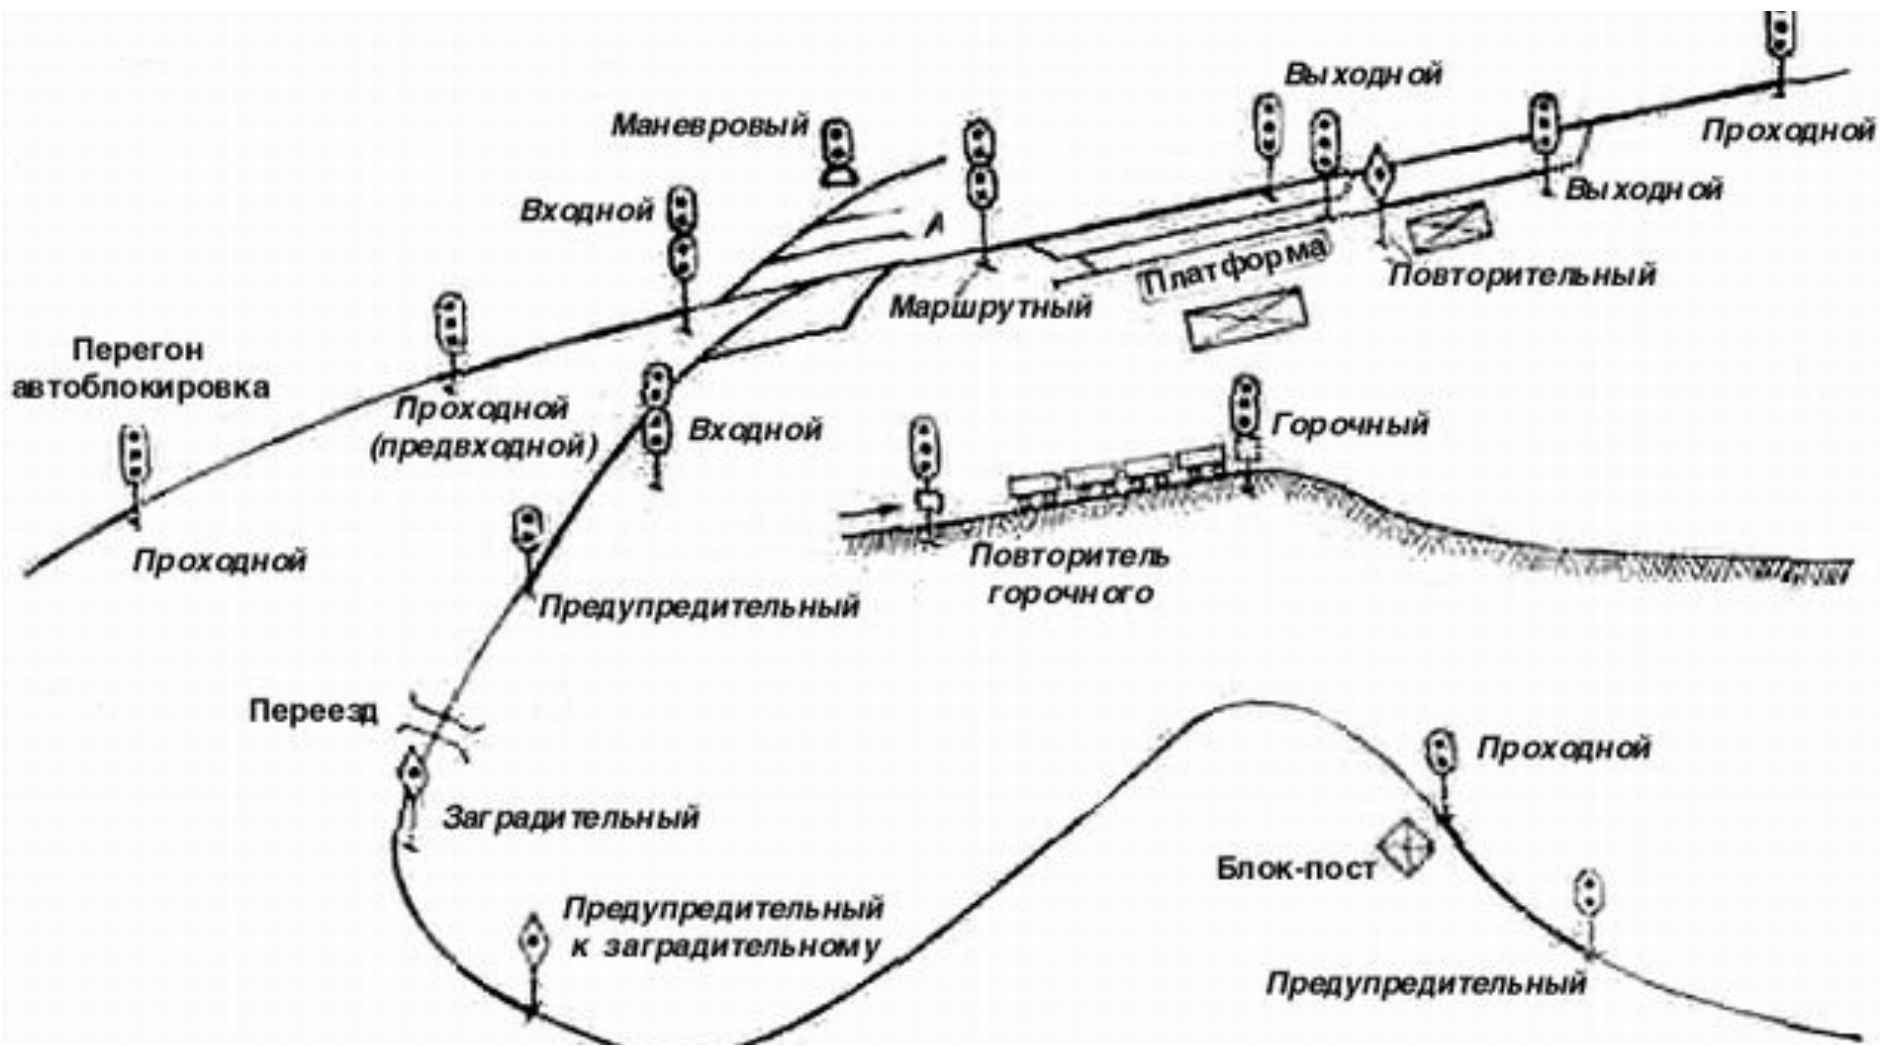 Выходной
Проходной
Маневровый
Входной
А
Выходной
Платформа
Повторительный
Маршрутный
Перегон
автоблокировка
Проходной
(предвходной)
Входной
Горочный
Проходной
Повторитель
горочного
Предупредительный
Переезд
Заградительный
Проходной
Блок-пост
Предупредительный
к заградительному
Предупредительный